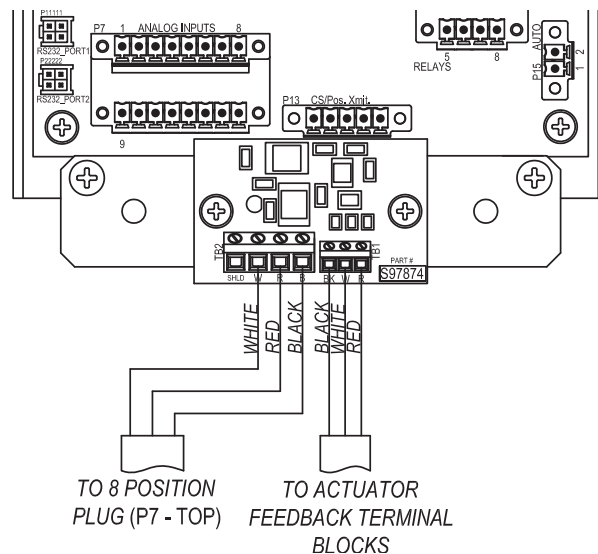 P11111
RS232_PORT1
P22222
RS232_PORT2
P7 1 ANALOG INPUTS 8
9
P13 CS/Pos. Xmit.
5 8
RELAYS
P15 AUTO
1 2
TB2
SHLD W R B
TB1
BK W R
PART #
S97874
WHITE
RED
BLACK
BLACK
WHITE
RED
TO 8 POSITION
PLUG (P7 - TOP)
TO ACTUATOR
FEEDBACK TERMINAL
BLOCKS